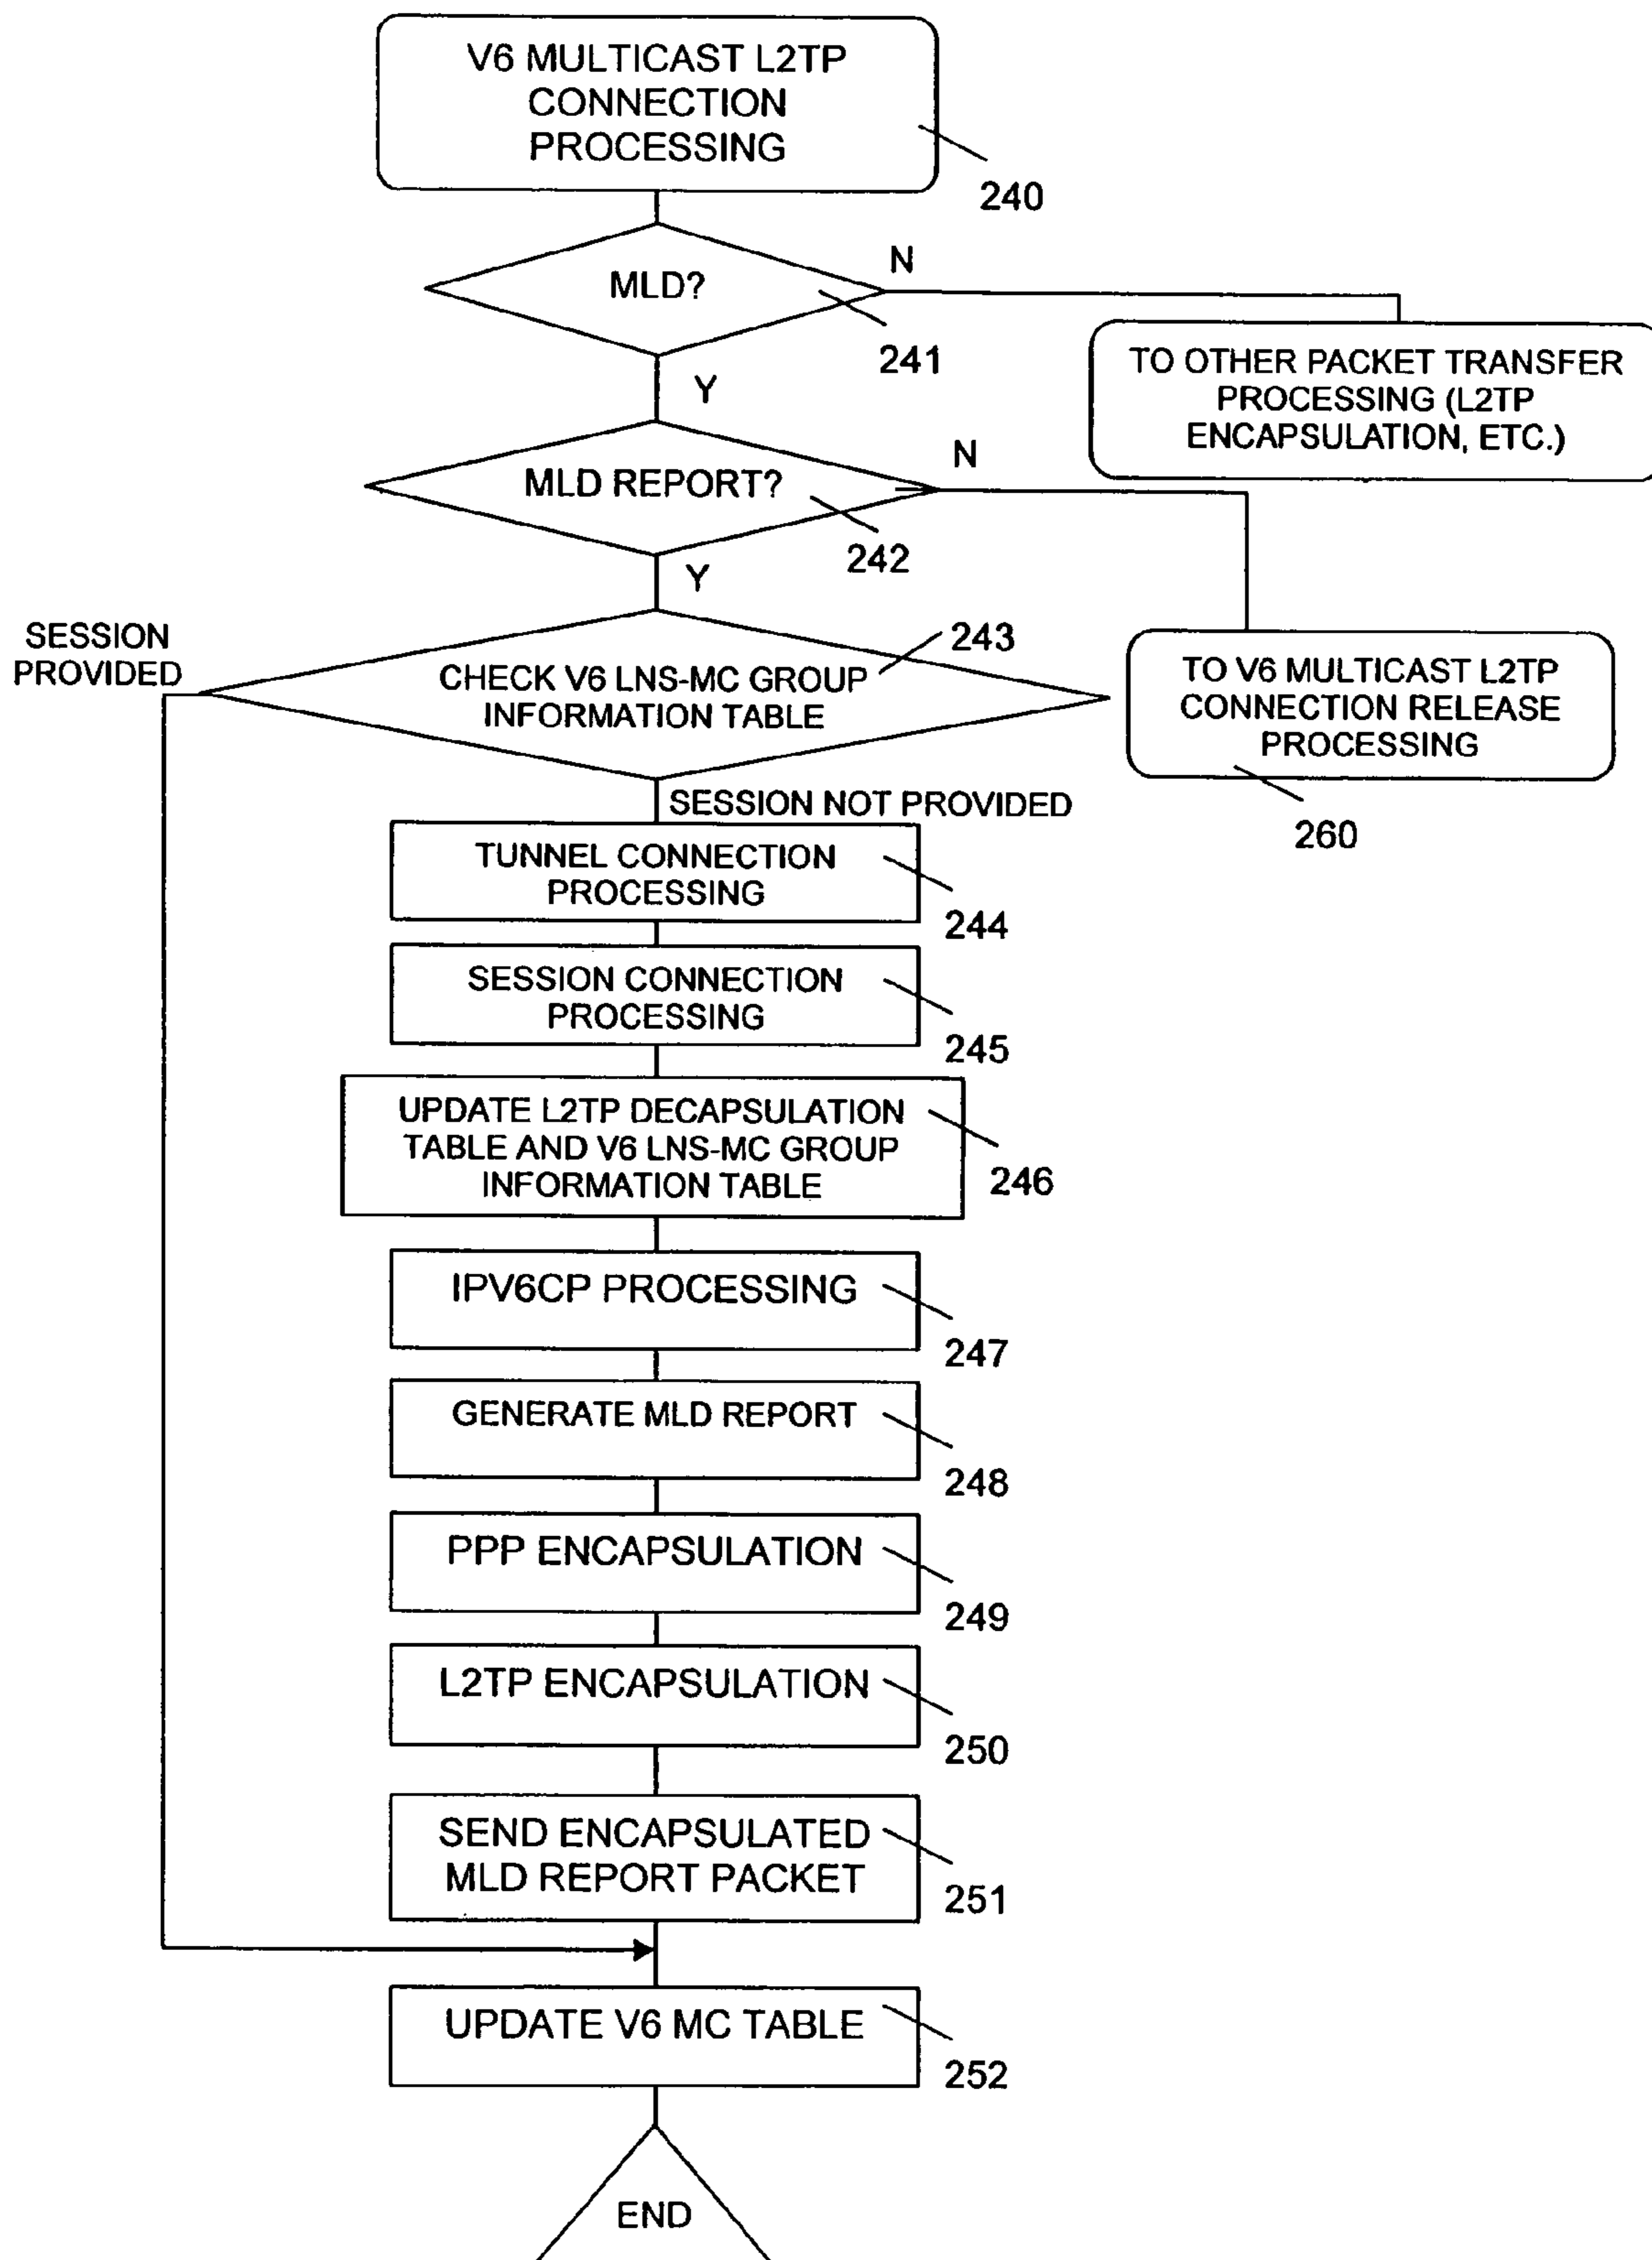 V6 MULTICAST L2TP
CONNECTION
PROCESSING
240
MLD?
N
241
Y
TO OTHER PACKET TRANSFER
PROCESSING (L2TP
ENCAPSULATION, ETC.)
MLD REPORT?
N
242
Y
SESSION
PROVIDED
243
CHECK V6 LNS-MC GROUP
INFORMATION TABLE
TO V6 MULTICAST L2TP
CONNECTION RELEASE
PROCESSING
260
SESSION NOT PROVIDED
TUNNEL CONNECTION
PROCESSING
244
SESSION CONNECTION
PROCESSING
245
UPDATE L2TP DECAPSULATION
TABLE AND V6 LNS-MC GROUP
INFORMATION TABLE
246
IPV6CP PROCESSING
247
GENERATE MLD REPORT
248
PPP ENCAPSULATION
249
L2TP ENCAPSULATION
250
SEND ENCAPSULATED
MLD REPORT PACKET
251
UPDATE V6 MC TABLE
252
END